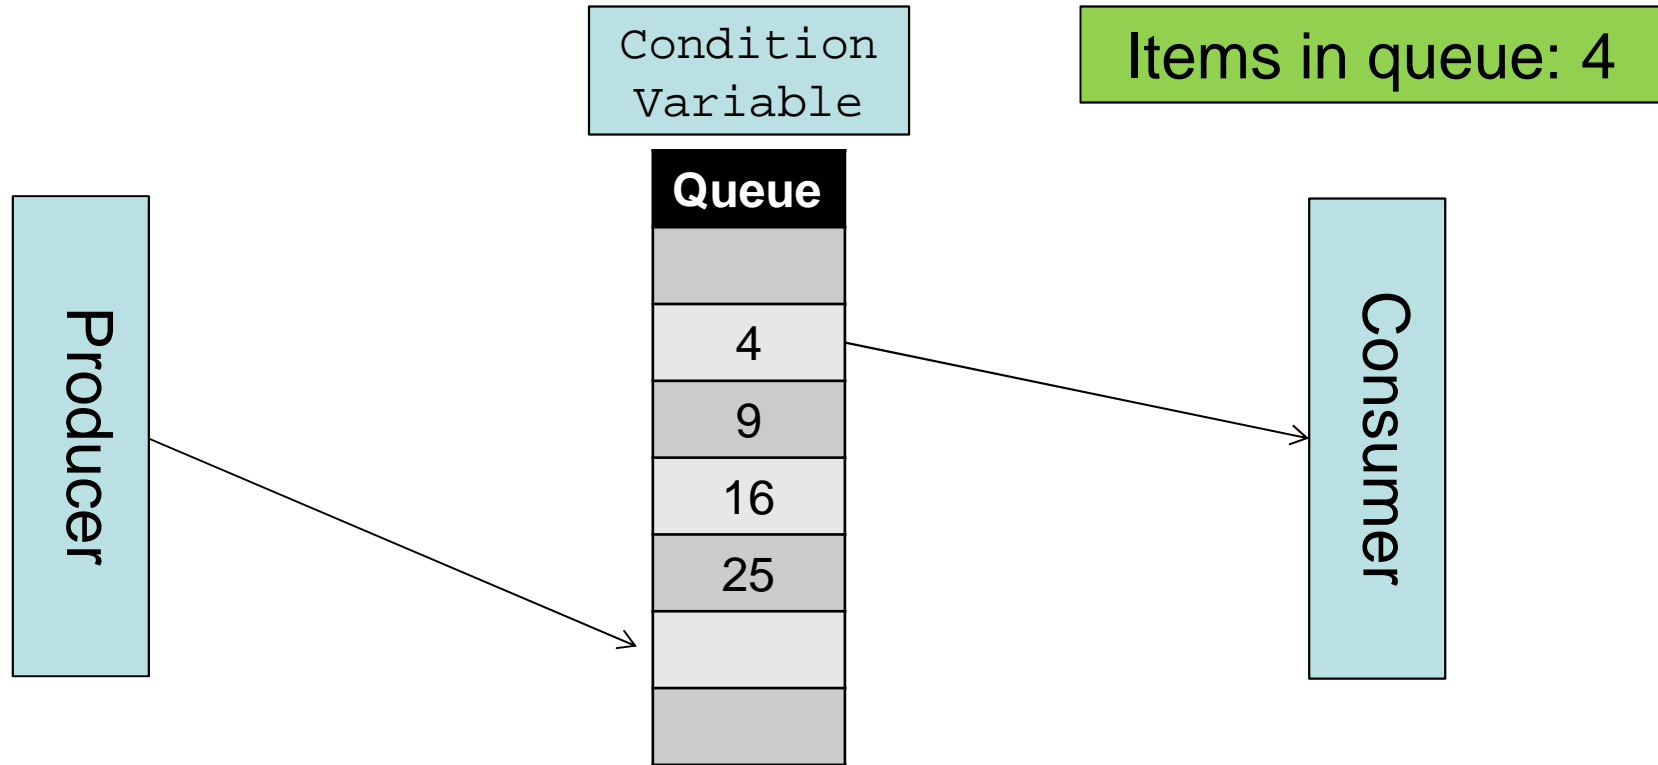 Condition
Variable
Items in queue: 4
Queue
Producer
4
9
16
25
Consumer